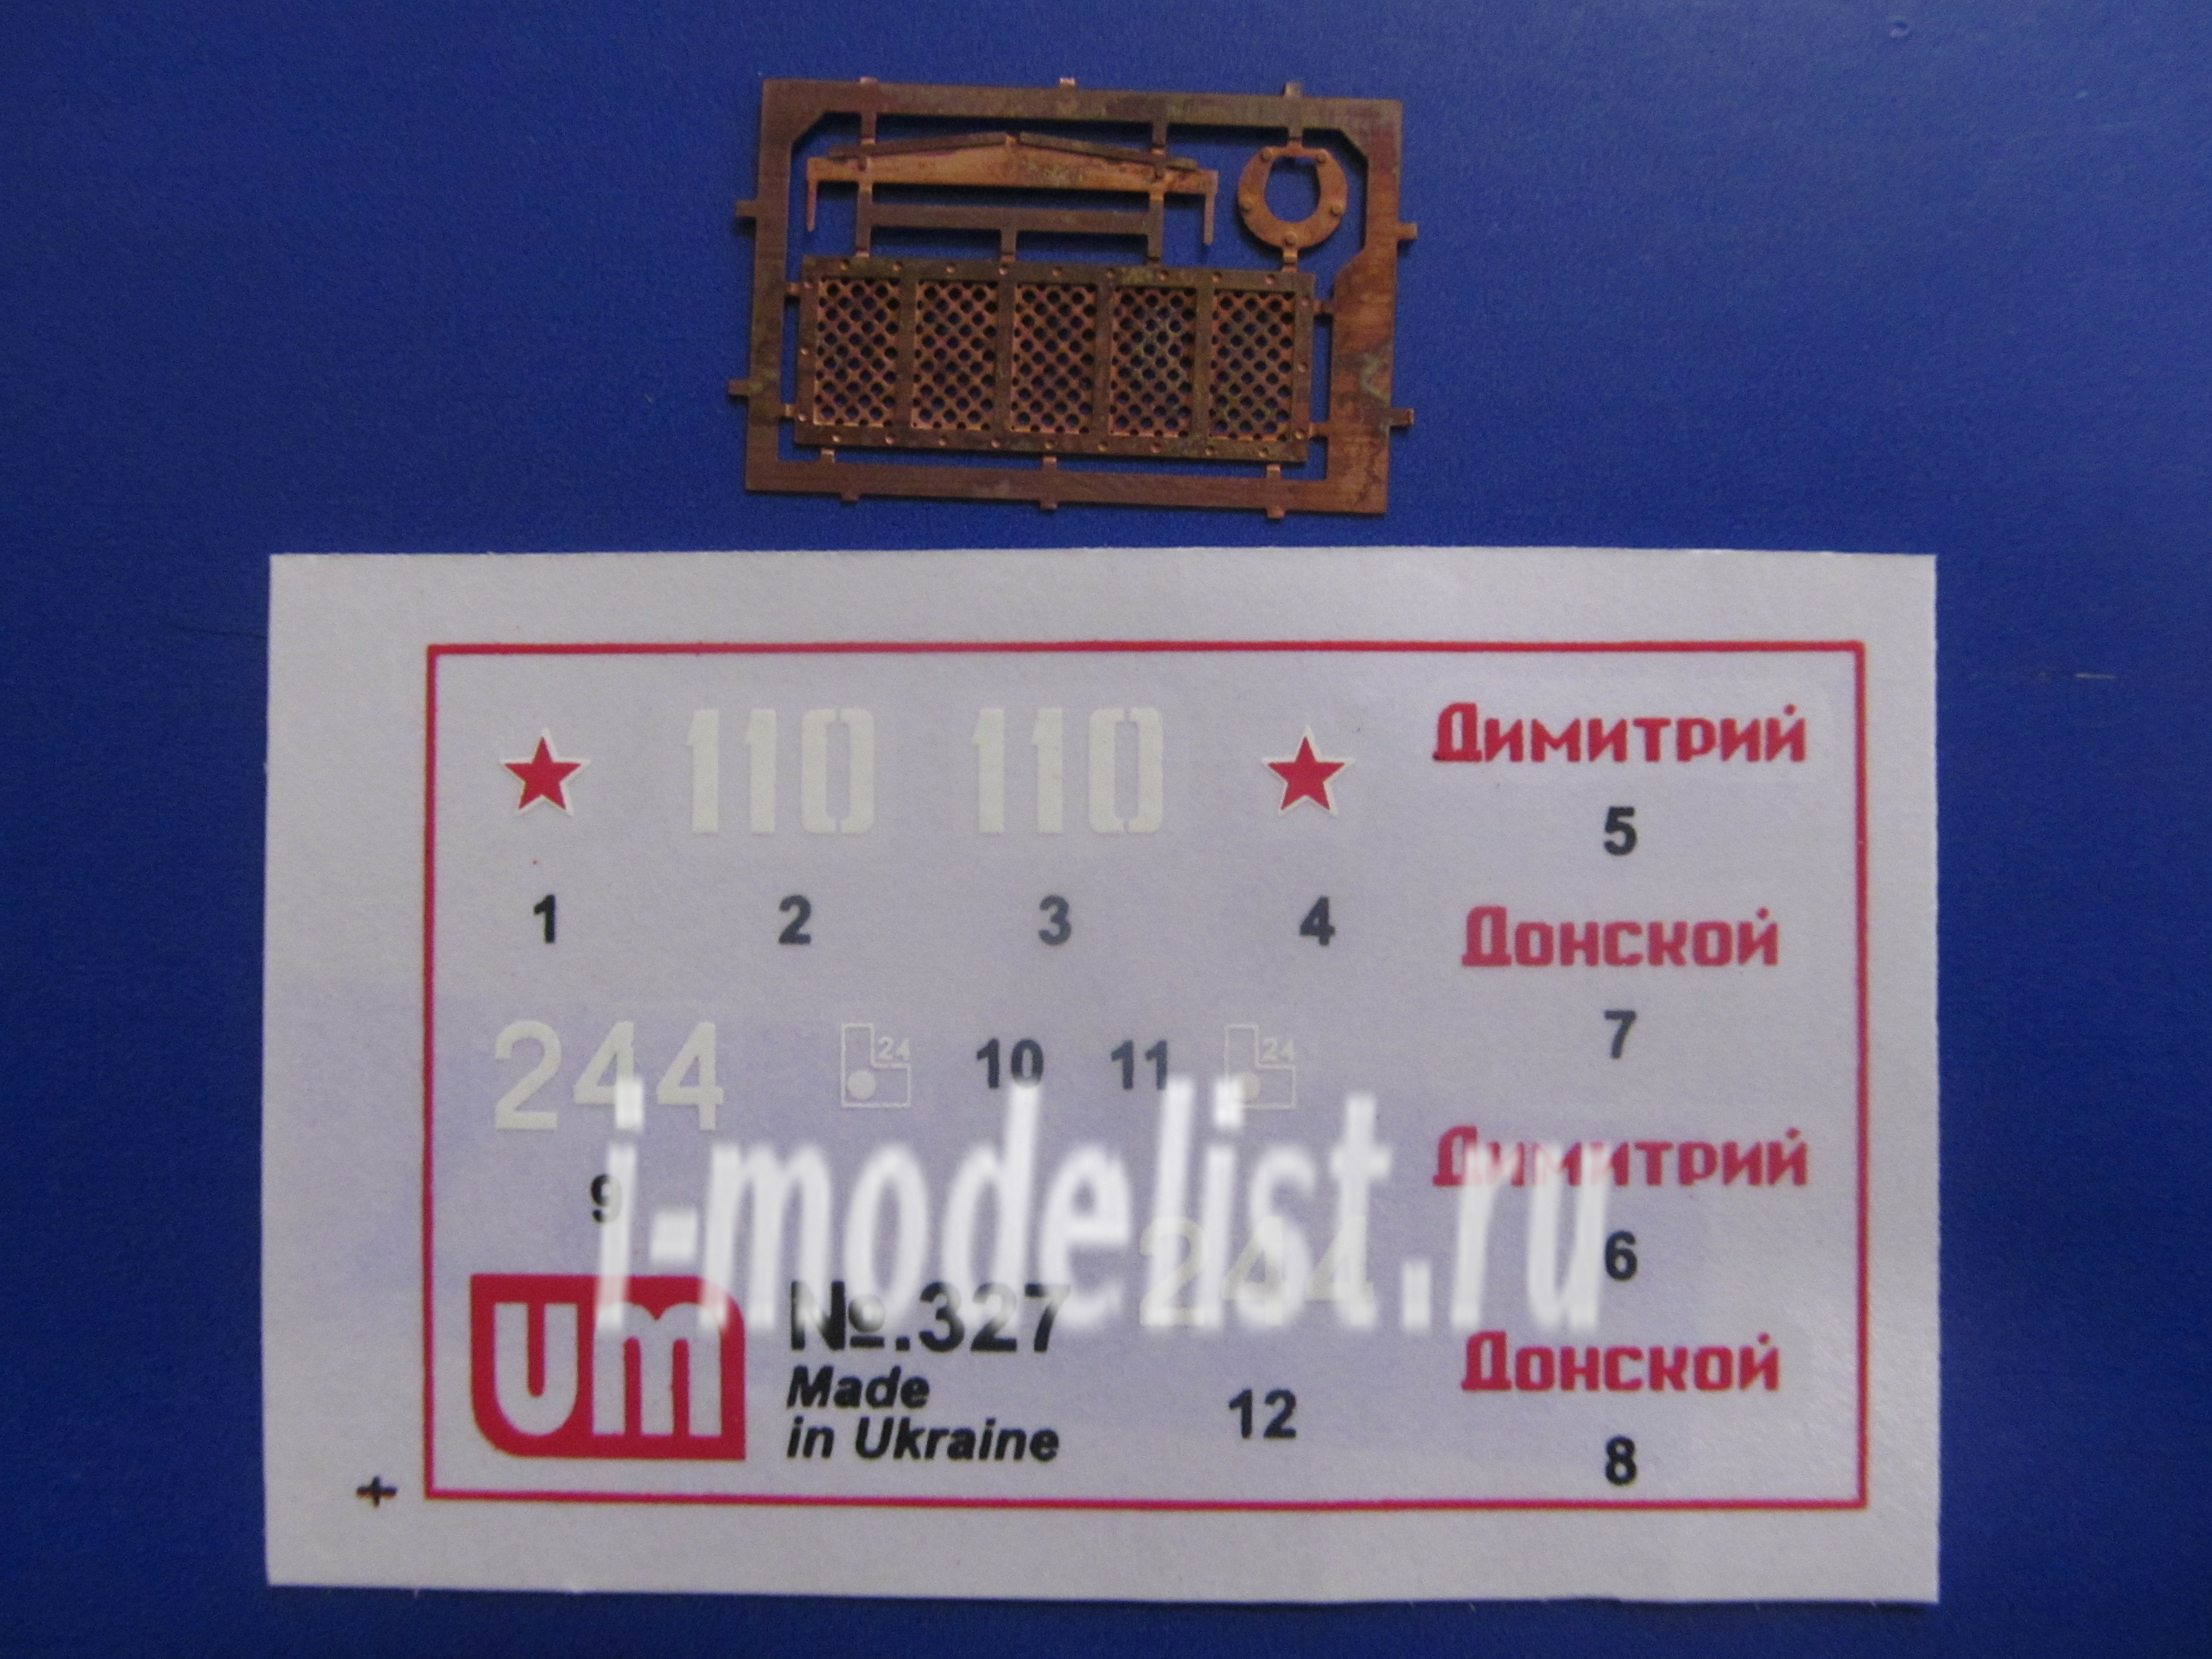 110 110 Димитрий
5
1 2 3 4
Донской
7
244 24 10 11 24
Димитрий
9
i-modelist.ru
244
6
um №.327
Made
in Ukraine
12
Донской
8